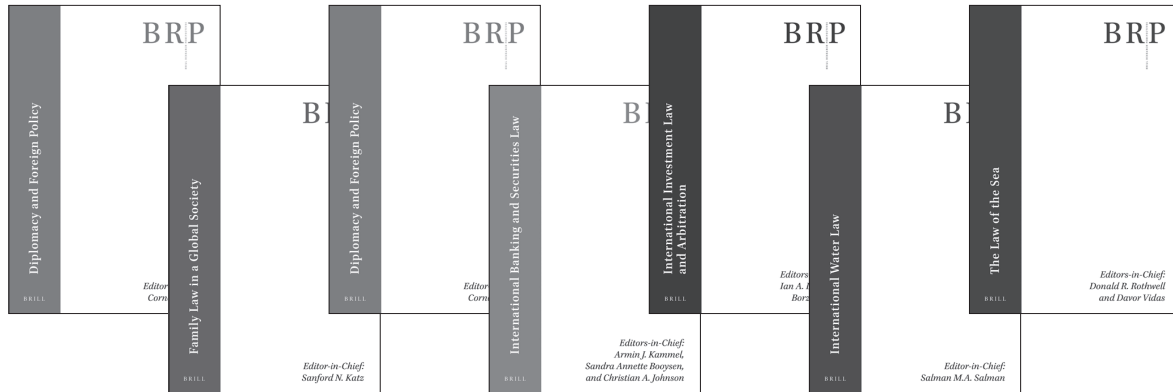 BRP
Diplomacy and Foreign Policy
BRILL
Editor
Corn
B
Family Law in a Global Society
BRILL
Editor-in-Chief:
Sanford N. Katz
BRP
Diplomacy and Foreign Policy
BRILL
Editor
Corn
B
International Banking and Securities Law
BRILL
Editors-in-Chief:
Armin J. Kammel,
Sandra Annette Booysen,
and Christian A. Johnson
BRP
International Investment Law
and Arbitration
BRILL
Editors
Ian A.
Borz
B
International Water Law
BRILL
Editor-in-Chief:
Salman M.A. Salman
BRP
The Law of the Sea
BRILL
Editors-in-Chief:
Donald R. Rothwell
and Davor Vidas